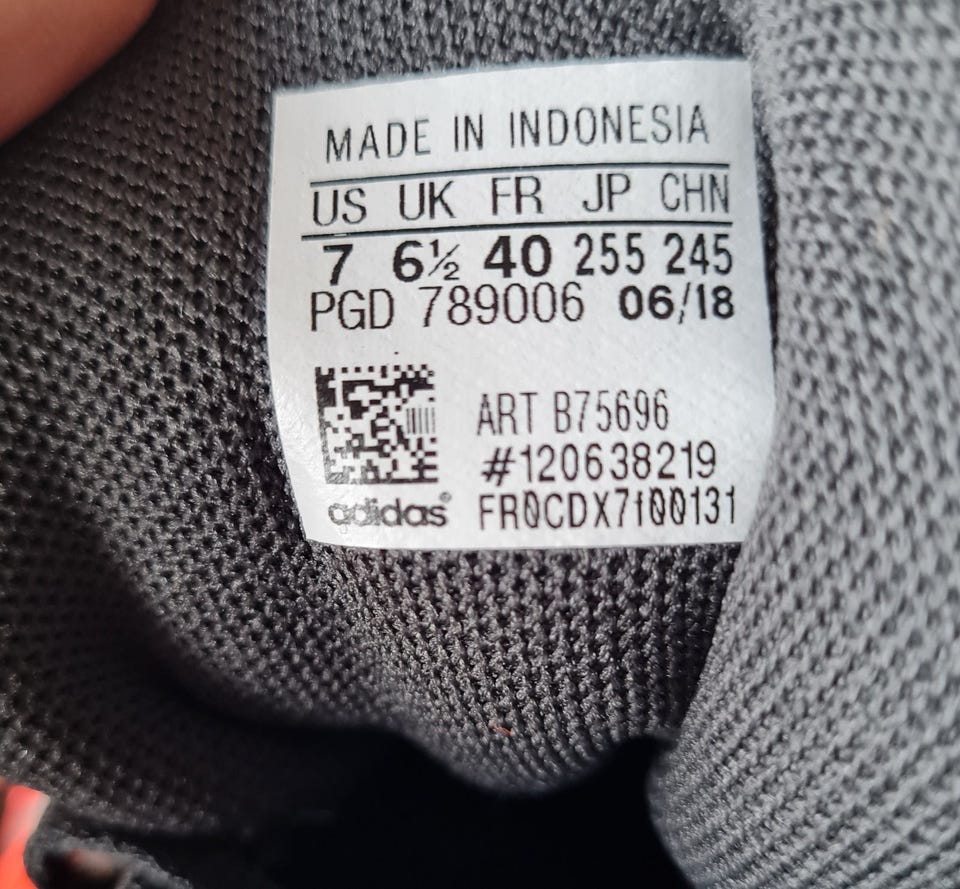 MADE IN INDONESIA
US UK FR JP CHN
7 6½ 40 255 245
PGD 789006 06/18
ART B75696
#120638219
adidas® FR0CDX7f00131